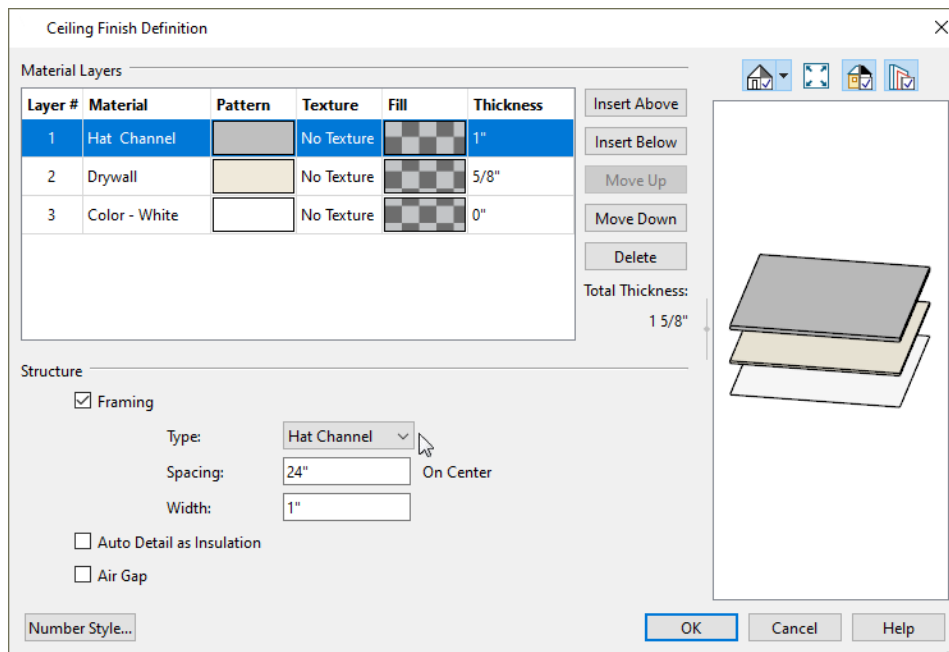 Ceiling Finish Definition
Material Layers
Layer # Material Pattern Texture Fill Thickness
1 Hat Channel No Texture 1"
2 Drywall No Texture 5/8"
3 Color - White No Texture 0"
Insert Above
Insert Below
Move Up
Move Down
Delete
Total Thickness:
1 5/8"
Structure
Framing
Type: Hat Channel
Spacing: 24" On Center
Width: 1"
Auto Detail as Insulation
Air Gap
Number Style... OK Cancel Help